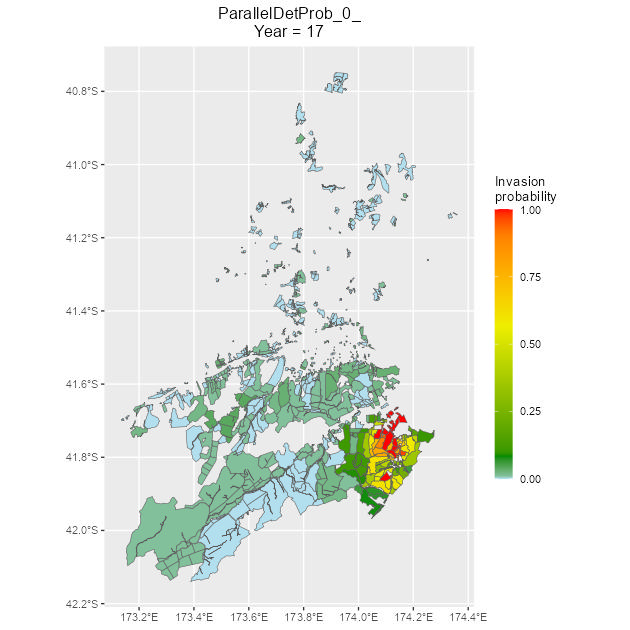 ParallelDetProb_0_
Year = 17
40.8°S
41.0°S
41.2°S
41.4°S
41.6°S
41.8°S
42.0°S
42.2°S
173.2°E 173.4°E 173.6°E 173.8°E 174.0°E 174.2°E 174.4°E
Invasion
probability
1.00
0.75
0.50
0.25
0.00